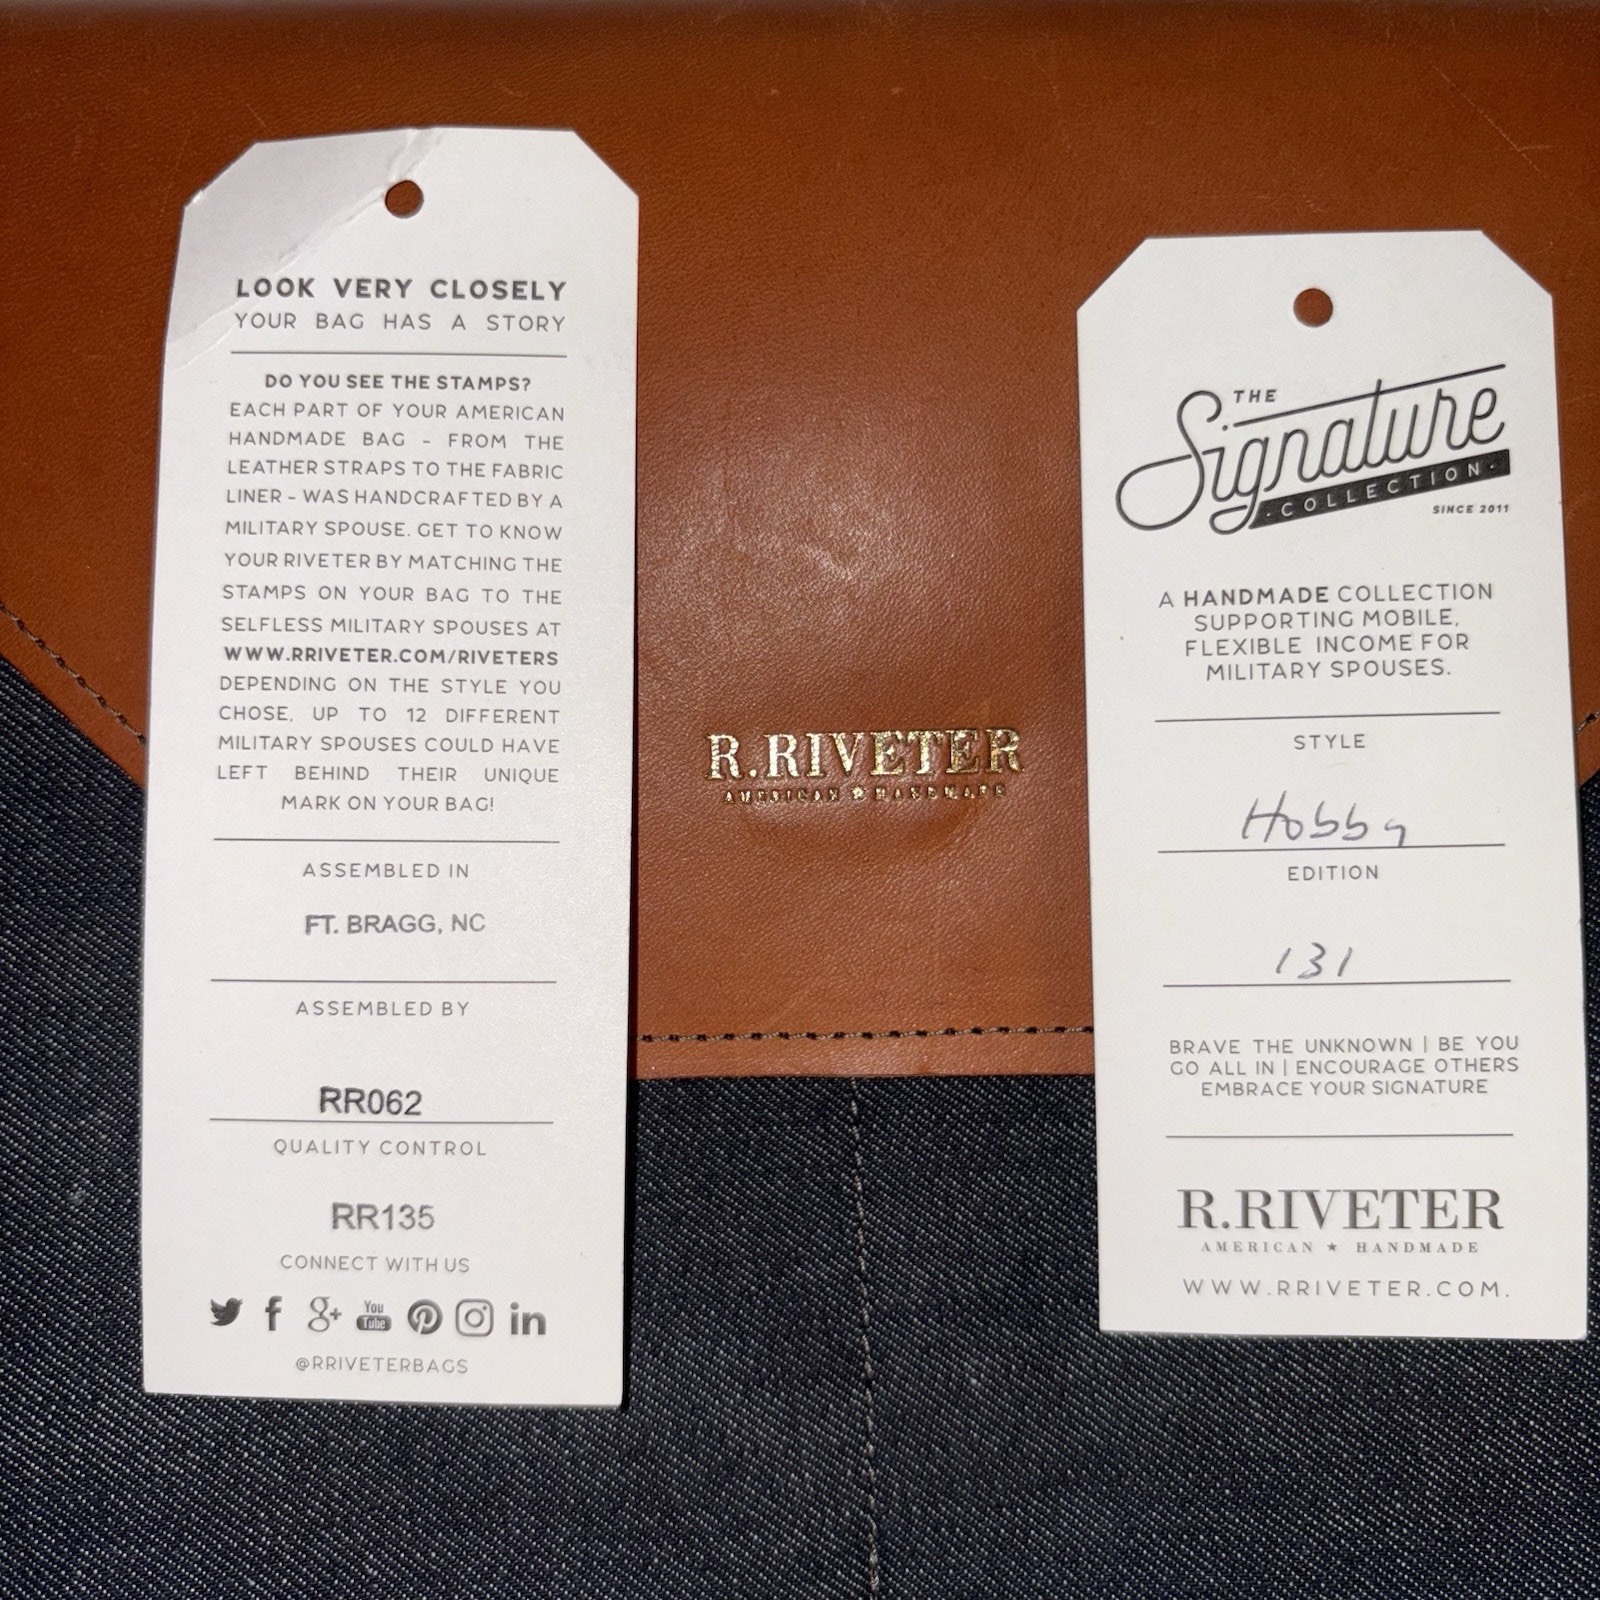 LOOK VERY CLOSELY
YOUR BAG HAS A STORY
DO YOU SEE THE STAMPS?
EACH PART OF YOUR AMERICAN
HANDMADE BAG - FROM THE
LEATHER STRAPS TO THE FABRIC
LINER - WAS HANDCRAFTED BY A
MILITARY SPOUSE. GET TO KNOW
YOUR RIVETER BY MATCHING THE
STAMPS ON YOUR BAG TO THE
SELFLESS MILITARY SPOUSES AT
WWW.RRIVETER.COM/RIVETERS
DEPENDING ON THE STYLE YOU
CHOSE, UP TO 12 DIFFERENT
MILITARY SPOUSES COULD HAVE
LEFT BEHIND THEIR UNIQUE
MARK ON YOUR BAG!
ASSEMBLED IN
FT. BRAGG, NC
ASSEMBLED BY
RR062
QUALITY CONTROL
RR135
CONNECT WITH US
f g+ You Tube in
@RRIVETERBAGS
R.RIVETER
AMERICAN HANDMADE
THE
Signature
COLLECTION
SINCE 2011
A HANDMADE COLLECTION
SUPPORTING MOBILE,
FLEXIBLE INCOME FOR
MILITARY SPOUSES.
STYLE
Hobby
EDITION
131
BRAVE THE UNKNOWN | BE YOU
GO ALL IN | ENCOURAGE OTHERS
EMBRACE YOUR SIGNATURE
R.RIVETER
AMERICAN ★ HANDMADE
WWW.RRIVETER.COM.